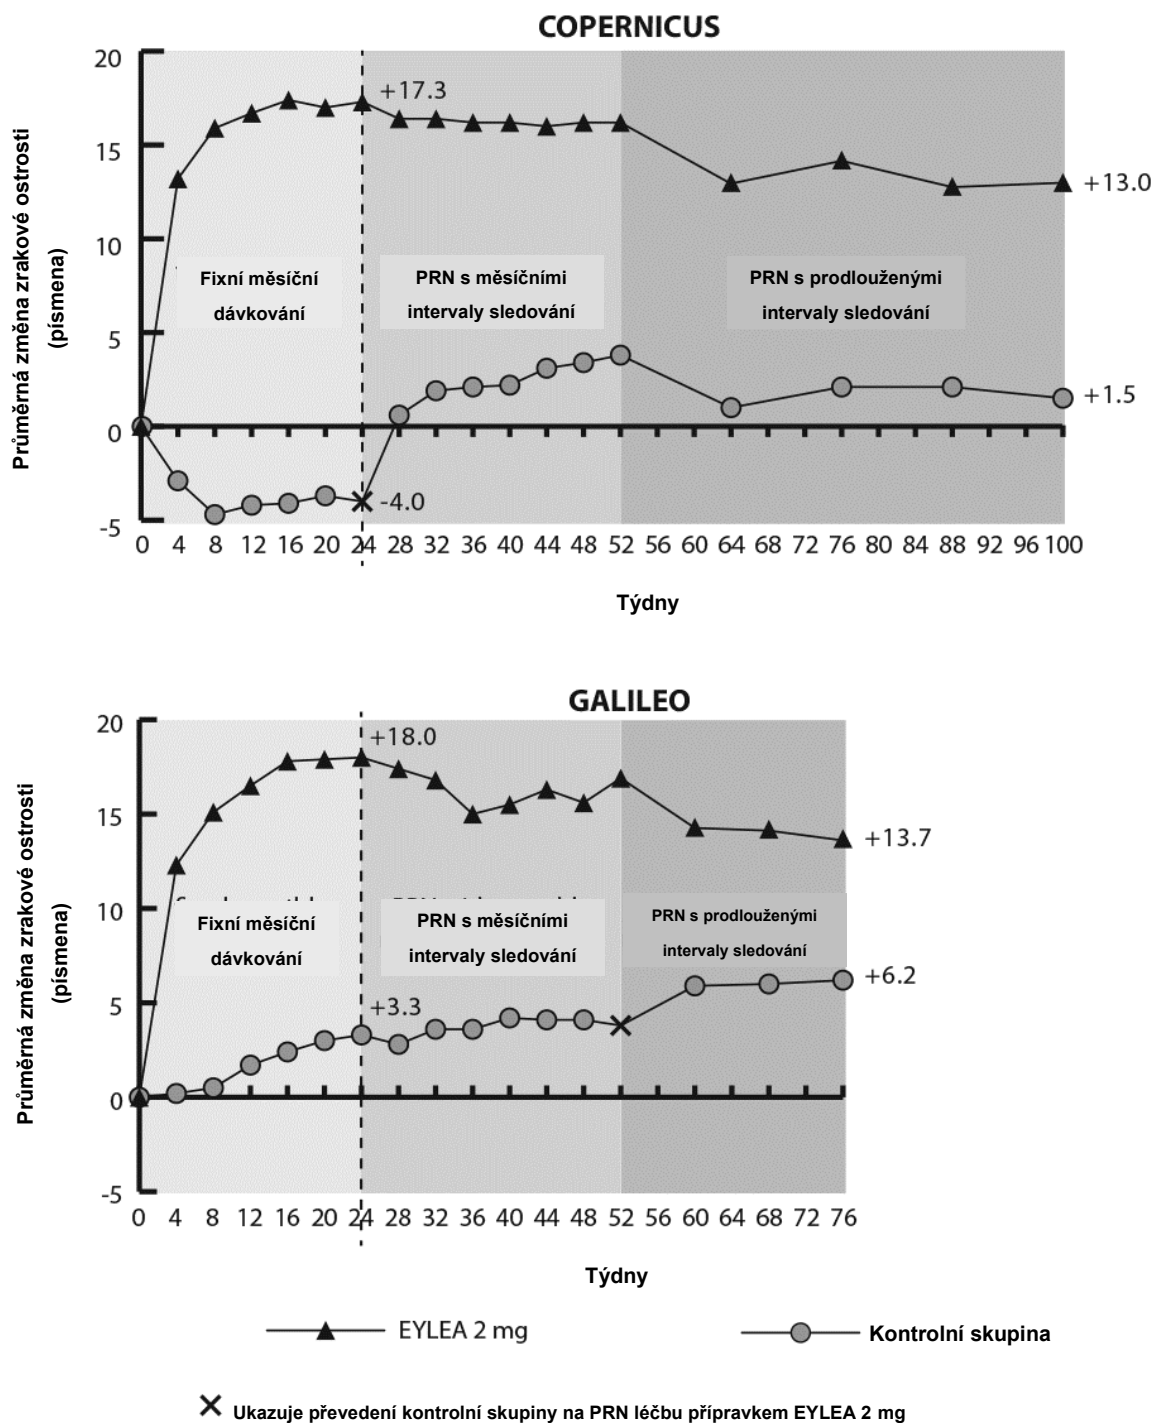 COPERNICUS
Průměrná změna zrakové ostrosti
(písmena)
20
15
10
5
0
-5
+17.3
+13.0
Fixní měsíční
dávkování
PRN s měsíčními
intervaly sledování
PRN s prodlouženými
intervaly sledování
+1.5
-4.0
0 4 8 12 16 20 24 28 32 36 40 44 48 52 56 60 64 68 72 76 80 84 88 92 96 100
Týdny
GALILEO
Průměrná změna zrakové ostrosti
(písmena)
20
15
10
5
0
-5
+18.0
+13.7
Fixní měsíční
dávkování
PRN s měsíčními
intervaly sledování
PRN s prodlouženými
intervaly sledování
+6.2
+3.3
0 4 8 12 16 20 24 28 32 36 40 44 48 52 56 60 64 68 72 76
Týdny
EYLEA 2 mg
Kontrolní skupina
Ukazuje převedení kontrolní skupiny na PRN léčbu přípravkem EYLEA 2 mg